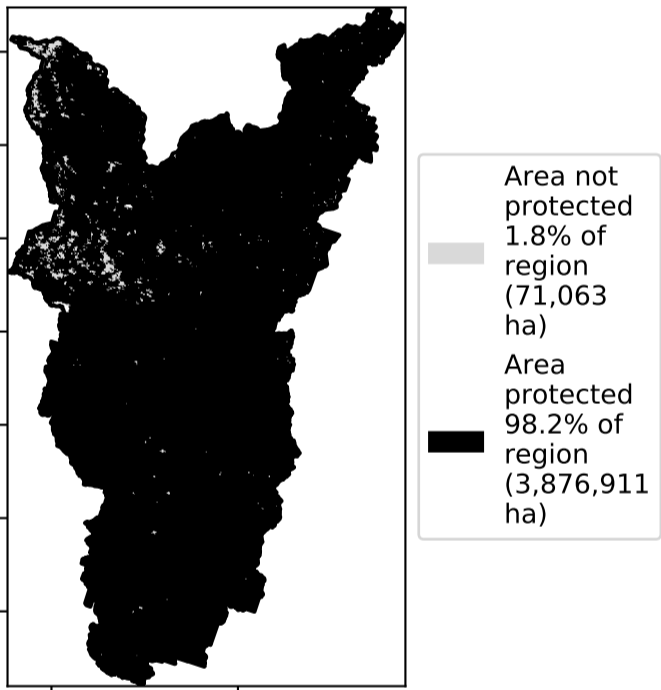 Area not
protected
1.8% of
region
(71,063
ha)
Area
protected
98.2% of
region
(3,876,911
ha)